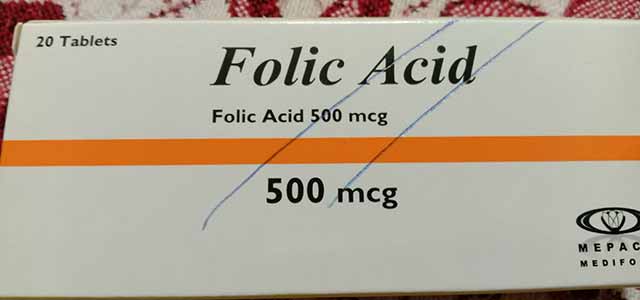 20 Tablets
Folic Acid
Folic Acid 500 mcg
500 mcg
MEPAC
MEDIFO